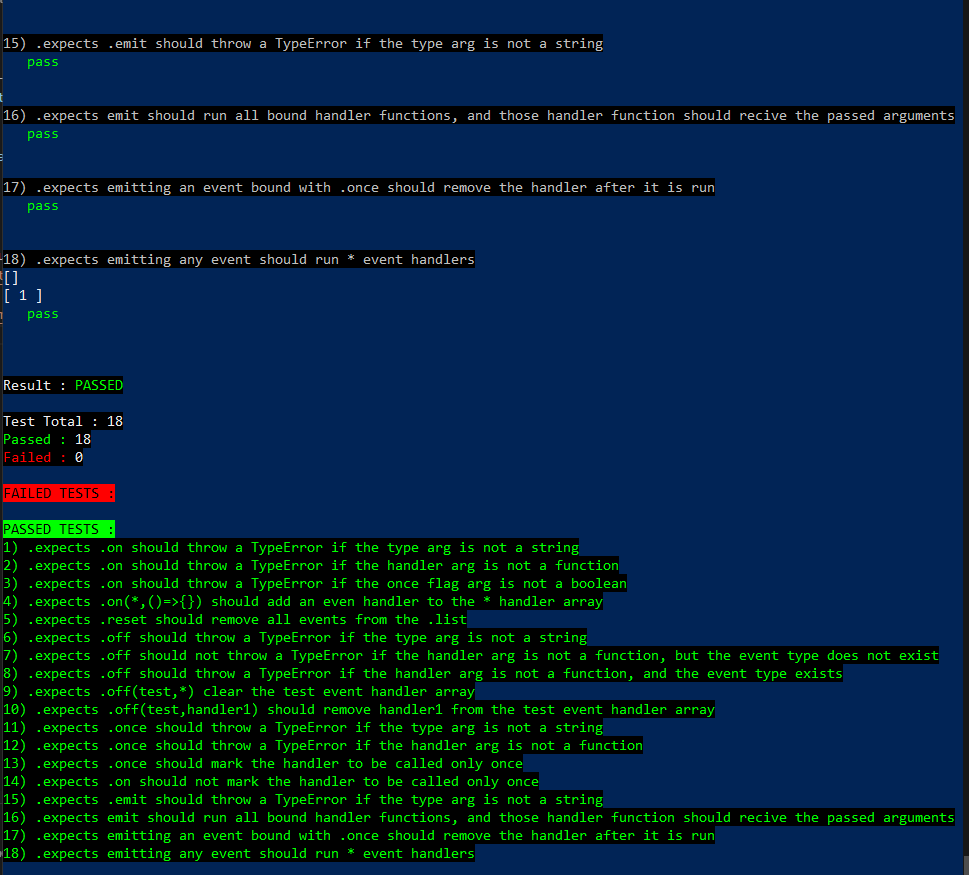 15) .expects .emit should throw a TypeError if the type arg is not a string
pass
16) .expects emit should run all bound handler functions, and those handler function should recive the passed arguments
pass
17) .expects emitting an event bound with .once should remove the handler after it is run
pass
18) .expects emitting any event should run * event handlers
[]
[ 1 ]
pass
Result : PASSED
Test Total : 18
Passed : 18
Failed : 0
FAILED TESTS :
PASSED TESTS :
1) .expects .on should throw a TypeError if the type arg is not a string
2) .expects .on should throw a TypeError if the handler arg is not a function
3) .expects .on should throw a TypeError if the once flag arg is not a boolean
4) .expects .on(*,()=>{}) should add an even handler to the * handler array
5) .expects .reset should remove all events from the .list
6) .expects .off should throw a TypeError if the type arg is not a string
7) .expects .off should not throw a TypeError if the handler arg is not a function, but the event type does not exist
8) .expects .off should throw a TypeError if the handler arg is not a function, and the event type exists
9) .expects .off(test,*) clear the test event handler array
10) .expects .off(test,handler1) should remove handler1 from the test event handler array
11) .expects .once should throw a TypeError if the type arg is not a string
12) .expects .once should throw a TypeError if the handler arg is not a function
13) .expects .once should mark the handler to be called only once
14) .expects .on should not mark the handler to be called only once
15) .expects .emit should throw a TypeError if the type arg is not a string
16) .expects emit should run all bound handler functions, and those handler function should recive the passed arguments
17) .expects emitting an event bound with .once should remove the handler after it is run
18) .expects emitting any event should run * event handlers